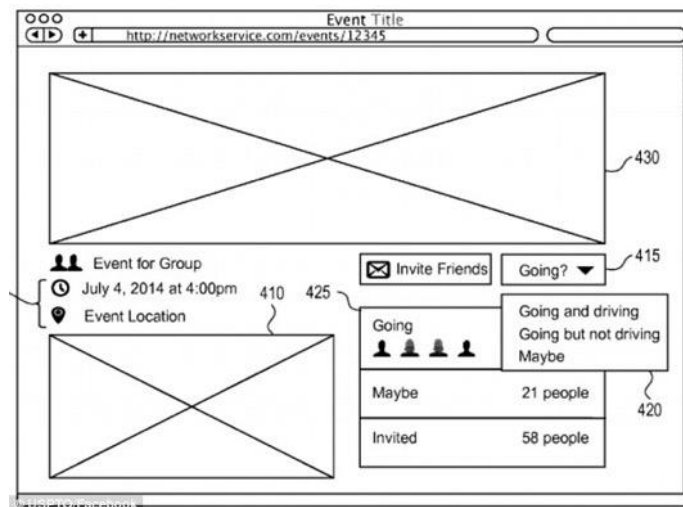 Event Title
http://networkservice.com/events/12345
430
Event for Group
Invite Friends
Going?
415
July 4, 2014 at 4:00pm
410
425
Event Location
Going
Going and driving
Going but not driving
Maybe
420
Maybe 21 people
Invited 58 people
© USPTO/Facebook